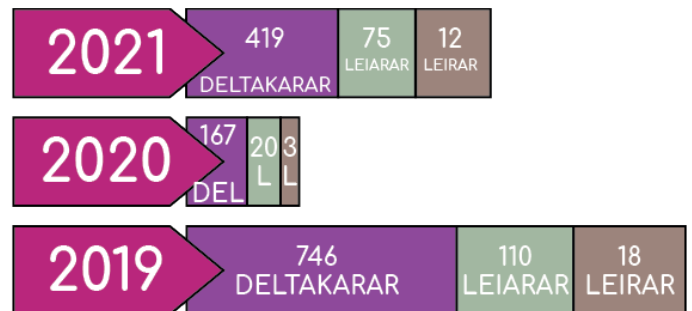 2021
419 75 12
DELTAKARAR LEIARAR LEIRAR
2020
167 20 3
DEL L L
2019
746 110 18
DELTAKARAR LEIARAR LEIRAR